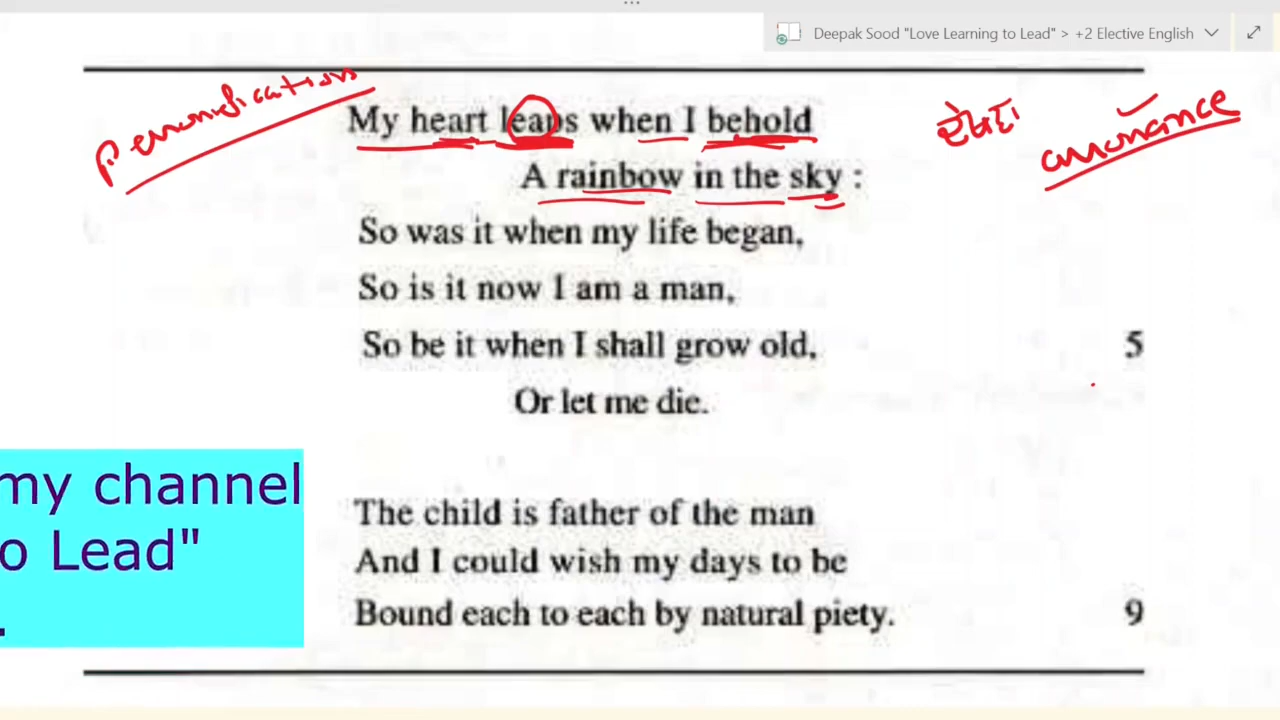 Deepak Sood "Love Learning to Lead" > +2 Elective English
personification
My heart leaps when I behold
ਦੇਖਣਾ
assonance
A rainbow in the sky :
So was it when my life began,
So is it now I am a man,
So be it when I shall grow old,
5
Or let me die.
my channel
o Lead"
.
The child is father of the man
And I could wish my days to be
Bound each to each by natural piety.
9